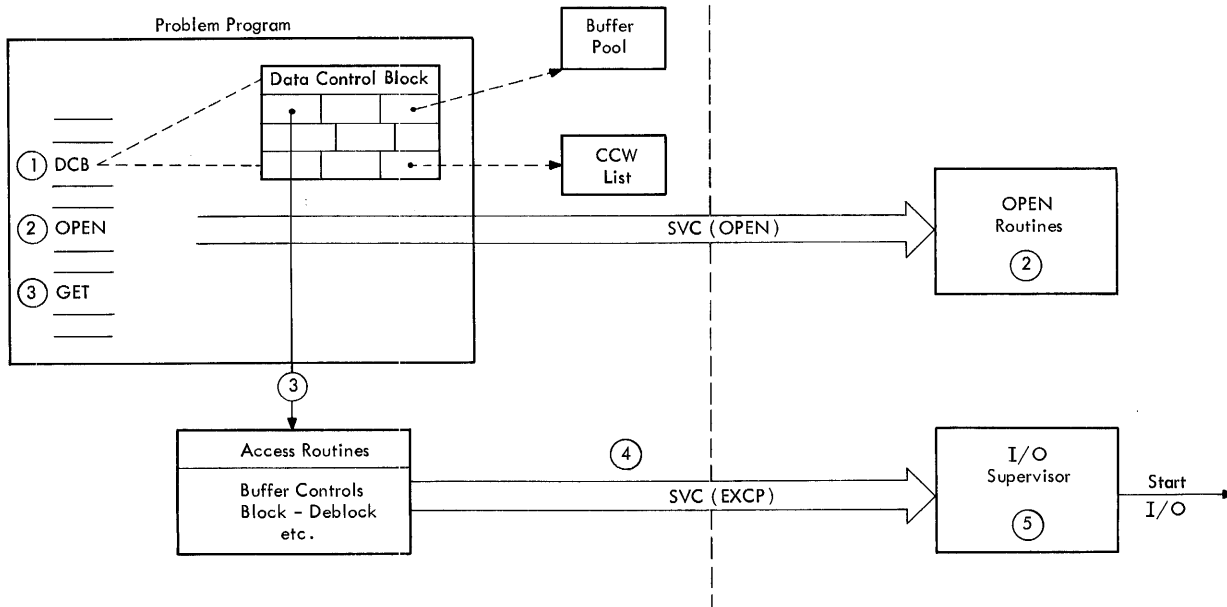 Problem Program
Buffer
Pool
Data Control Block
1 DCB
CCW
List
2 OPEN
SVC (OPEN)
OPEN
Routines
2
3 GET
3
Access Routines
Buffer Controls
Block - Deblock
etc.
4
SVC (EXCP)
I/O
Supervisor
5
Start
I/O